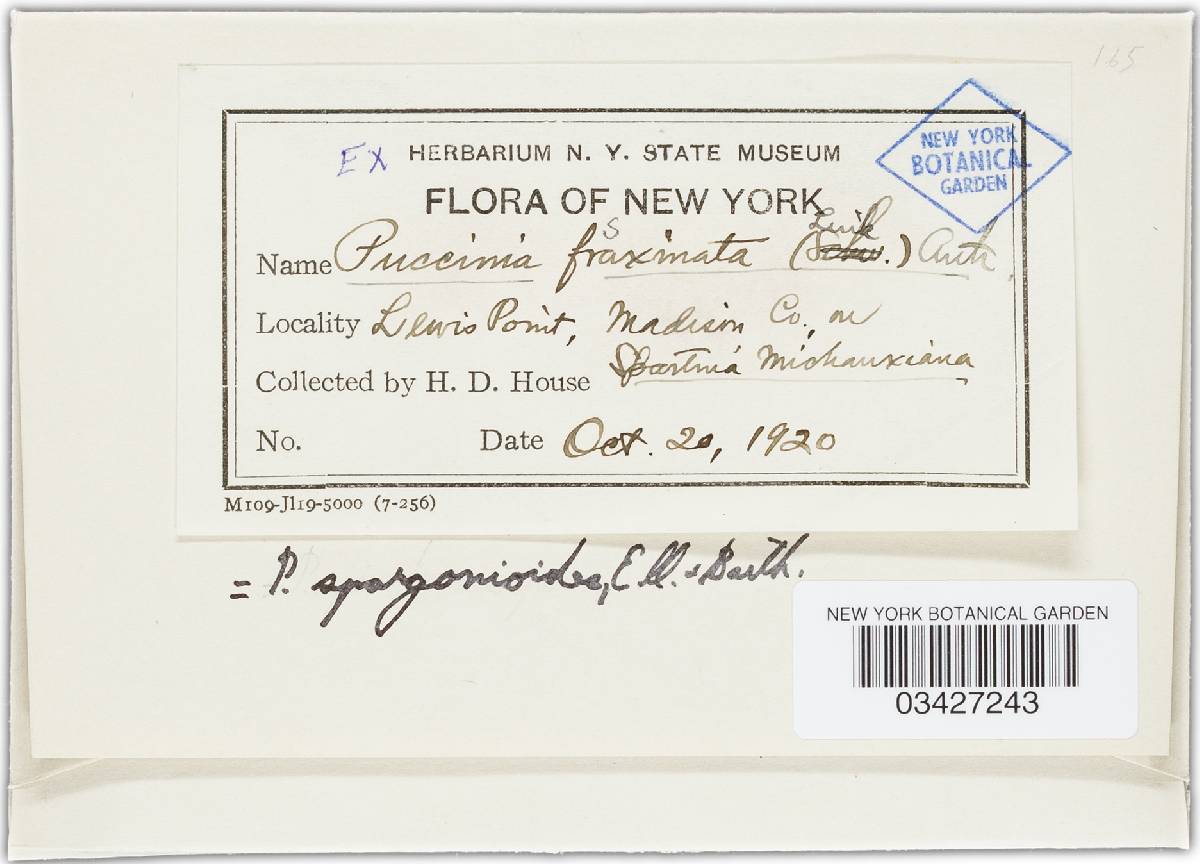 165
EX HERBARIUM N. Y. STATE MUSEUM
NEW YORK
BOTANICAL
GARDEN
FLORA OF NEW YORK
s Link
Name Puccinia fraxinata (Schw.) Arth.
Locality Lewis Point, Madison Co., on
Collected by H. D. House Spartnia Michauxiana
No. Date Oct. 20, 1920
M109-Jl19-5000 (7-256)
= P. sparganioides, Ell. & Barth.
NEW YORK BOTANICAL GARDEN
03427243